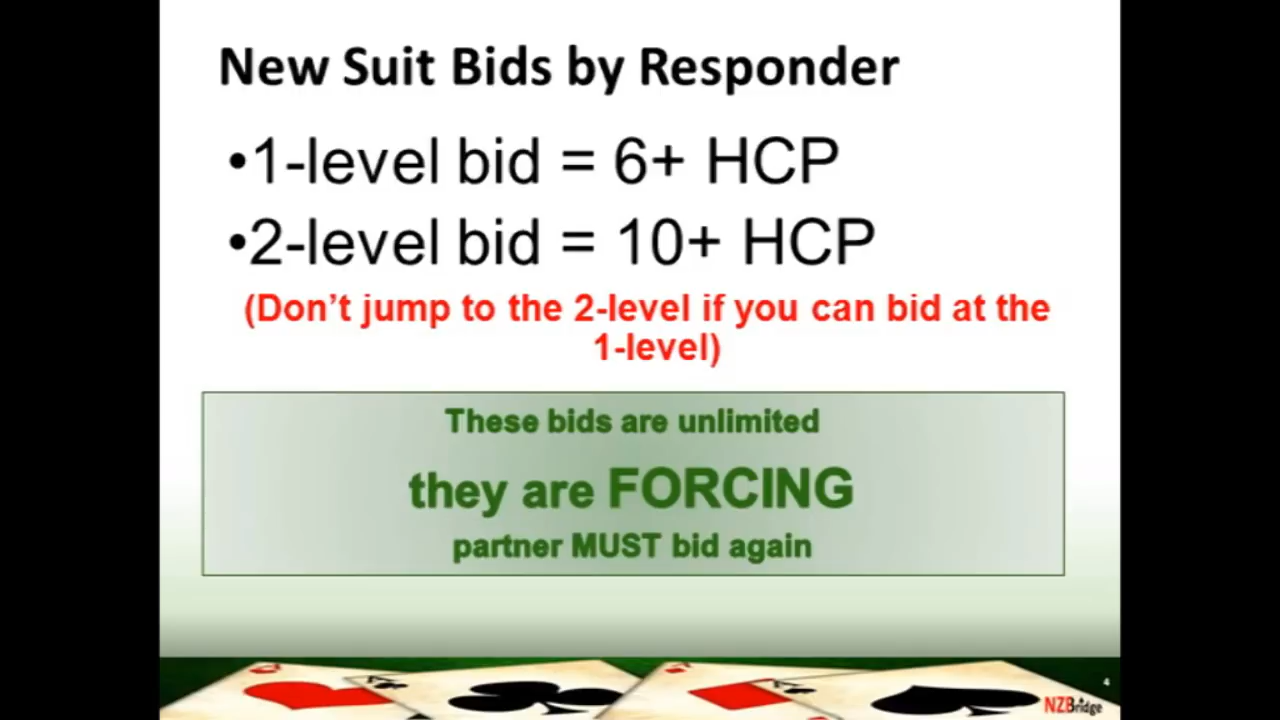 New Suit Bids by Responder
•1-level bid = 6+ HCP
•2-level bid = 10+ HCP
(Don't jump to the 2-level if you can bid at the
1-level)
These bids are unlimited
they are FORCING
partner MUST bid again
4
NZBridge